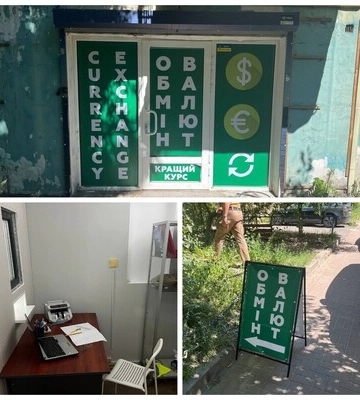 CURRENCY
EXCHANGE
ОБМІН
ВАЛЮТ
КРАЩИЙ
КУРС
$
€
ОБМІН
ВАЛЮТ